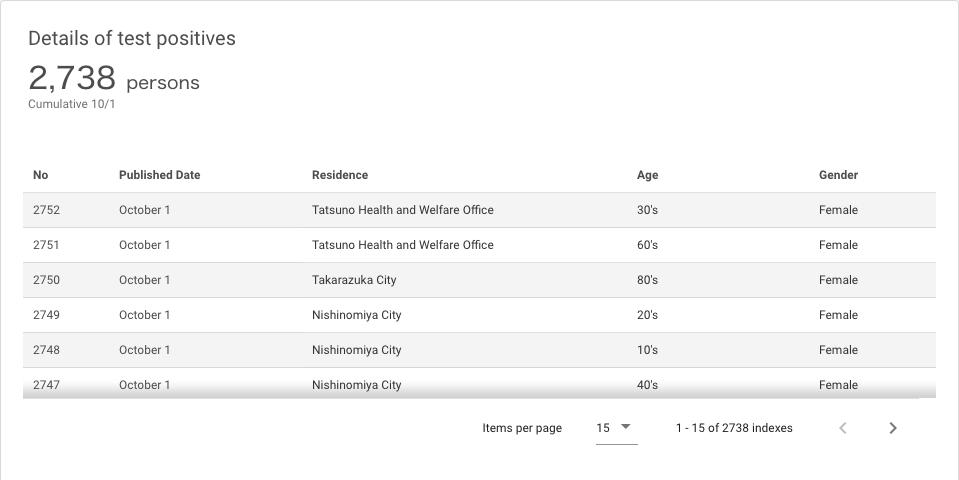 Details of test positives
2,738 persons
Cumulative 10/1
No Published Date Residence Age Gender
2752 October 1 Tatsuno Health and Welfare Office 30's Female
2751 October 1 Tatsuno Health and Welfare Office 60's Female
2750 October 1 Takarazuka City 80's Female
2749 October 1 Nishinomiya City 20's Female
2748 October 1 Nishinomiya City 10's Female
2747 October 1 Nishinomiya City 40's Female
Items per page 15 1 - 15 of 2738 indexes